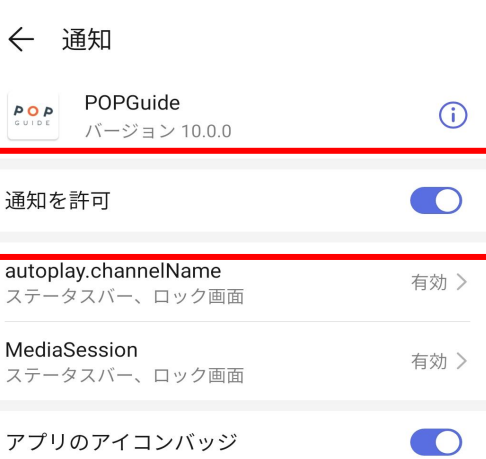 ← 通知
POP
GUIDE
POPGuide
バージョン 10.0.0
通知を許可
autoplay.channelName
ステータスバー、ロック画面
有効
MediaSession
ステータスバー、ロック画面
有効
アプリのアイコンバッジ